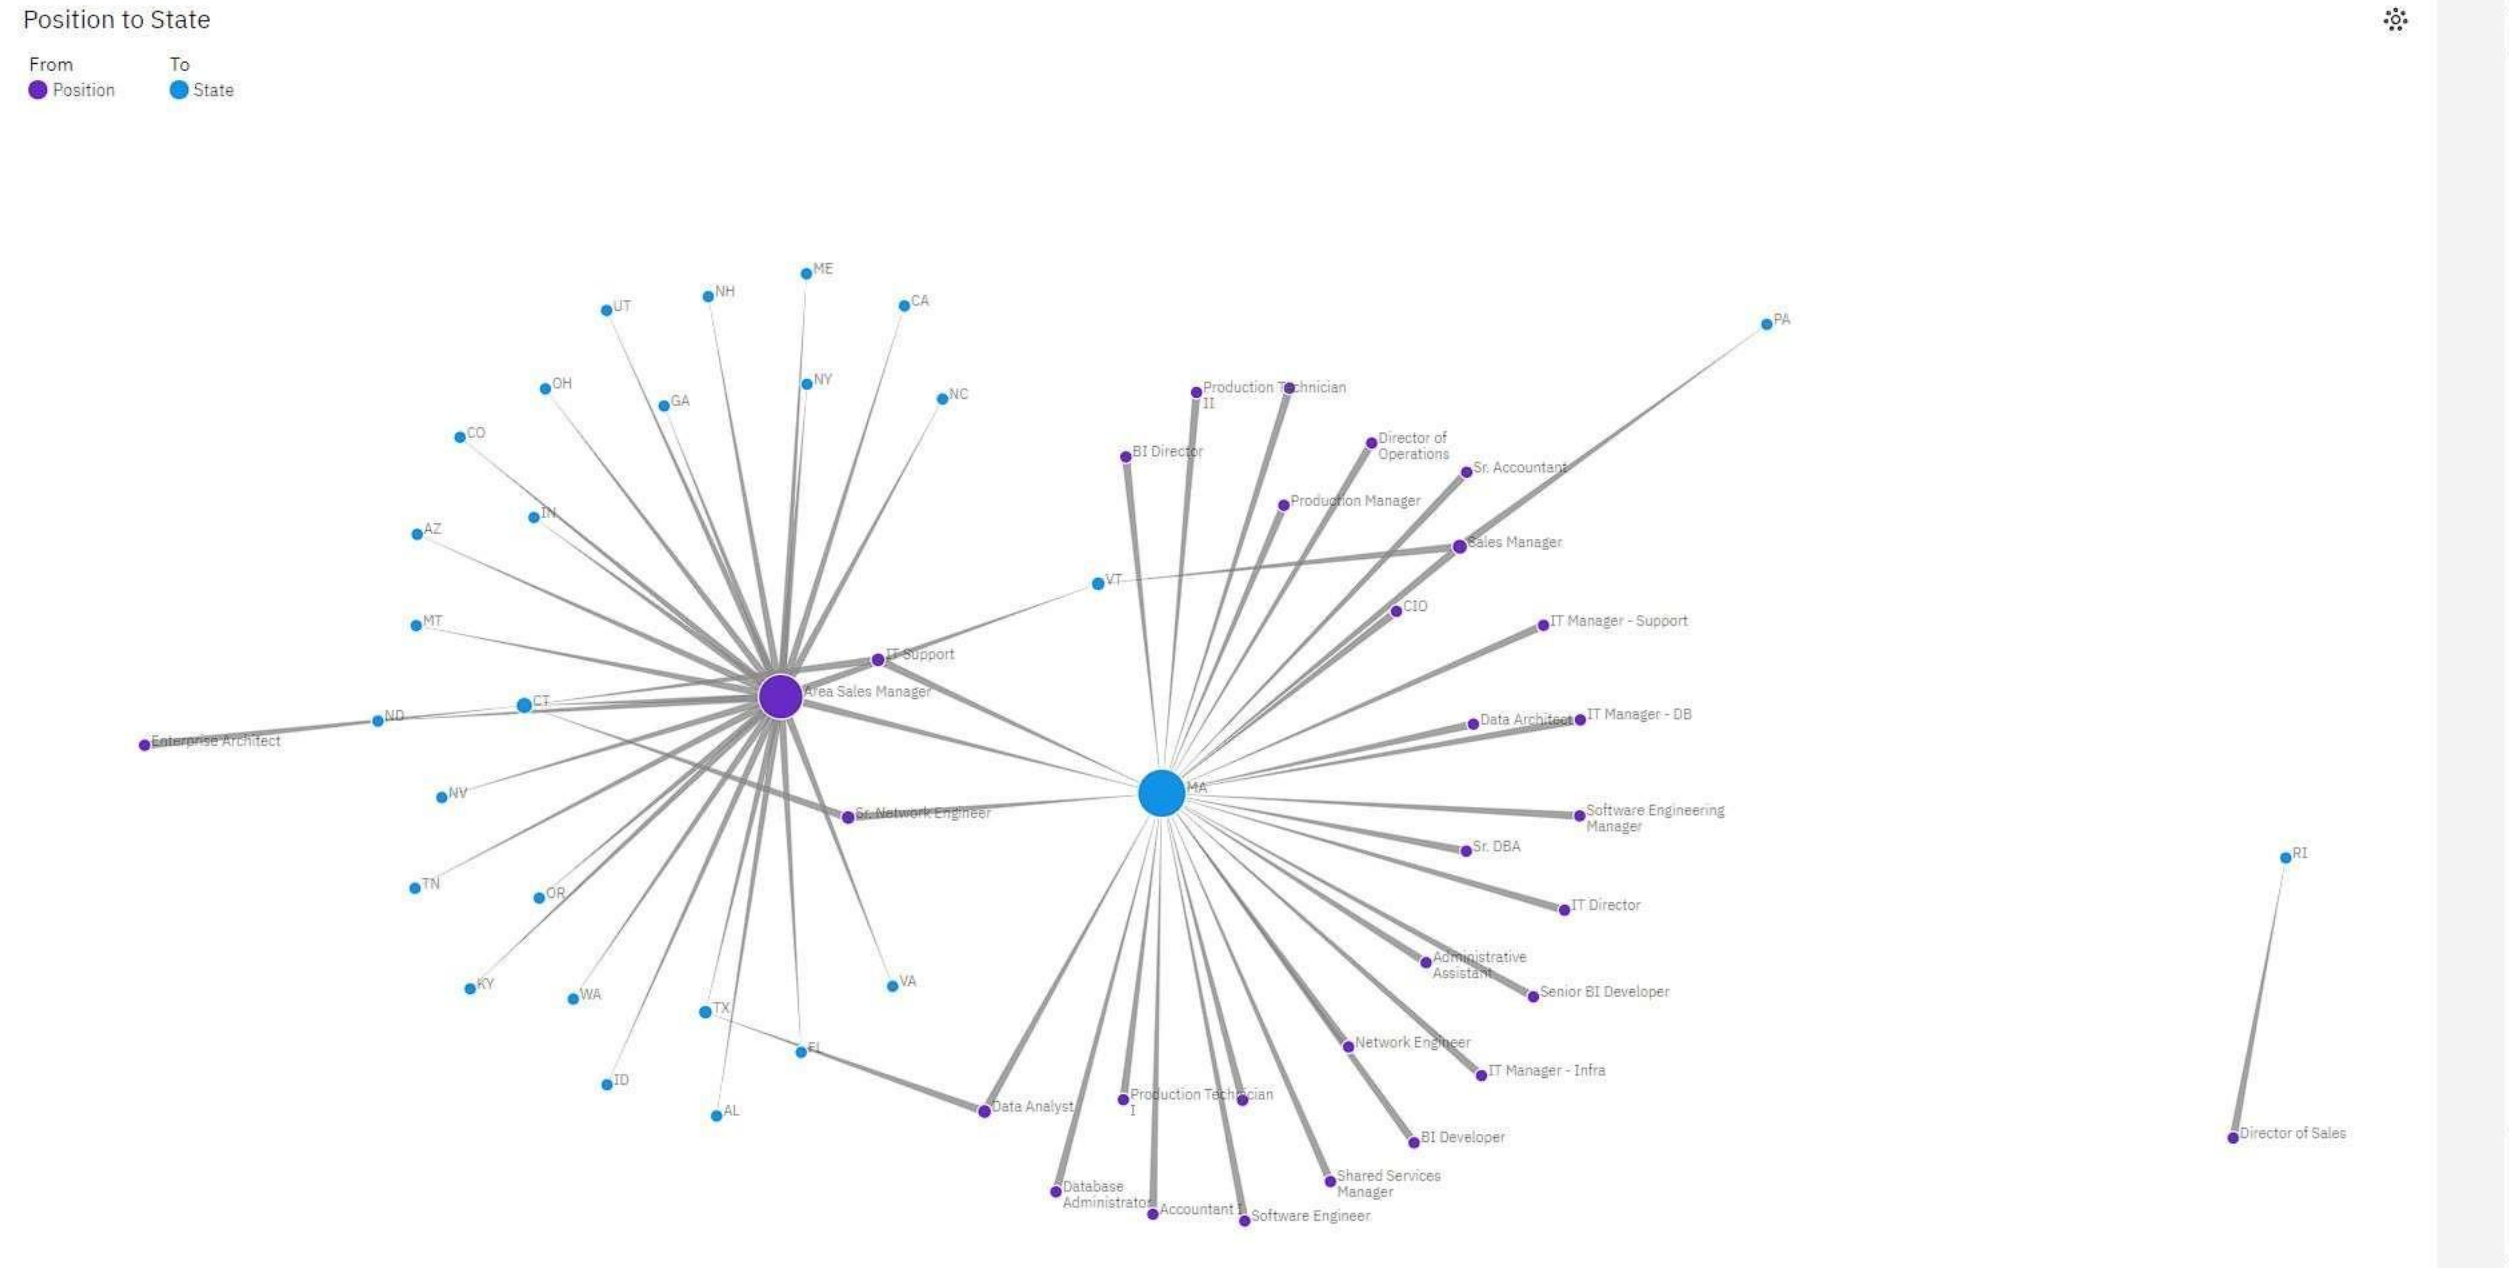 Position to State
From To
Position State
ME
NH
CA
UT
PA
NY
OH
Production Technician
II
NC
GA
CO
Director of
Operations
BI Director
Sr. Accountant
Production Manager
IN
AZ
Sales Manager
VT
CIO
MT
IT Manager - Support
IT Support
Area Sales Manager
CT
ND
Data Architect
IT Manager - DB
Enterprise Architect
MA
NV
Sr. Network Engineer
Software Engineering
Manager
Sr. DBA
RI
TN
OR
IT Director
Administrative
Assistant
VA
KY
WA
Senior BI Developer
TX
Network Engineer
FL
IT Manager - Infra
ID
Production Technician
I
Data Analyst
AL
Director of Sales
BI Developer
Shared Services
Manager
Database
Administrator
Accountant I
Software Engineer